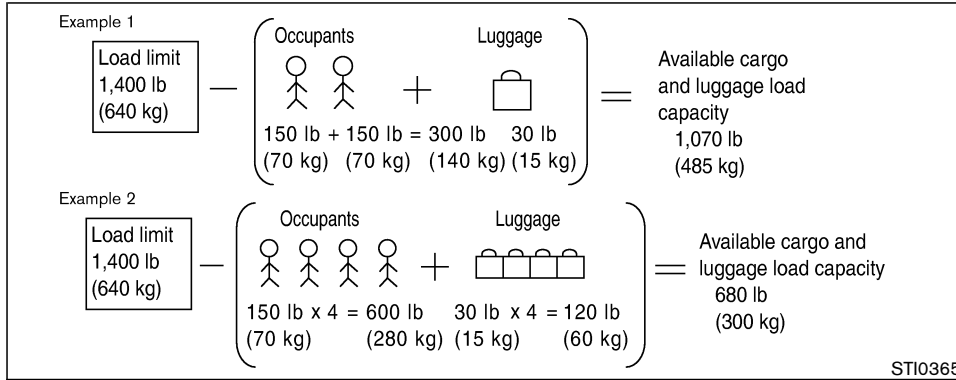 Example 1
Load limit
1,400 lb
(640 kg)
Occupants
Luggage
150 lb + 150 lb = 300 lb 30 lb
(70 kg) (70 kg) (140 kg) (15 kg)
Available cargo
and luggage load
capacity
1,070 lb
(485 kg)
Example 2
Load limit
1,400 lb
(640 kg)
Occupants
Luggage
150 lb x 4 = 600 lb 30 lb x 4 = 120 lb
(70 kg) (280 kg) (15 kg) (60 kg)
Available cargo and
luggage load capacity
680 lb
(300 kg)
STI0365